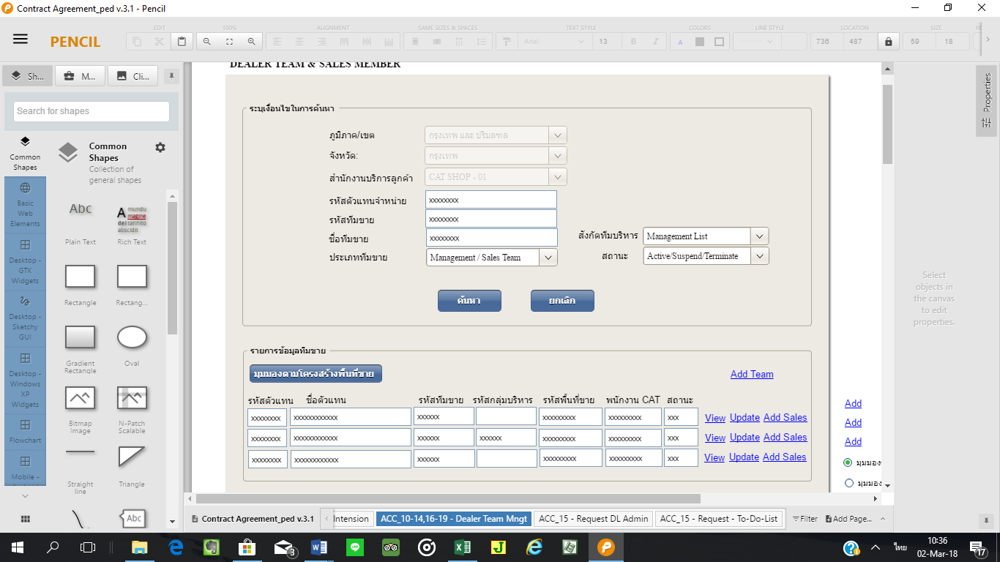 Contract Agreement_ped v.3.1 - Pencil
EDIT 100% ALIGNMENT SAME SIZES & SPACES TEXT STYLE COLORS LINE STYLE LOCATION SIZE
PENCIL
Arial 13 B I A 736 487 59 18
Sh... M... Cli...
Search for shapes
Common Shapes
Common Shapes
Collection of general shapes
Basic Web Elements
Desktop - GTK Widgets
Desktop - Sketchy GUI
Desktop - Windows XP Widgets
Flowchart
Mobile -
Abc
Plain Text
A mundu magine del tannito abscidit
Rich Text
Rectangle
Rectang...
Gradient Rectangle
Oval
Bitmap Image
N-Patch Scalable
Straight line
Triangle
Abc
DEALER TEAM & SALES MEMBER
ระบุเงื่อนไขในการค้นหา
ภูมิภาค/เขต กรุงเทพ และ ปริมลฑล
จังหวัด: กรุงเทพ
สำนักงานบริการลูกค้า CAT SHOP - 01
รหัสตัวแทนจำหน่าย xxxxxxxx
รหัสทีมขาย xxxxxxxx
ชื่อทีมขาย xxxxxxxx สังกัดทีมบริหาร Management List
ประเภททีมขาย Management / Sales Team สถานะ Active/Suspend/Terminate
ค้นหา ยกเลิก
รายการข้อมูลทีมขาย
มุมมองตามโครงสร้างพื้นที่ขาย Add Team
รหัสตัวแทน ชื่อตัวแทน รหัสทีมขาย รหัสกลุ่มบริหาร รหัสพื้นที่ขาย พนักงาน CAT สถานะ
xxxxxxxx xxxxxxxxxxxx xxxxxx xxxxxxxxx xxxxxxxxx xxx View Update Add Sales
xxxxxxxx xxxxxxxxxxxx xxxxxx xxxxxx xxxxxxxxx xxxxxxxxx xxx View Update Add Sales
xxxxxxxx xxxxxxxxxxxx xxxxxx xxxxxxxxx xxxxxxxxx xxx View Update Add Sales
Add
Add
Add
มุมมอง
มุมมอง
Properties
Select objects in the canvas to edit properties.
Contract Agreement_ped v.3.1 Intension ACC_10-14,16-19 - Dealer Team Mngt ACC_15 - Request DL Admin ACC_15 - Request - To-Do-List Filter Add Page...
3
ไทย
10:36
02-Mar-18
17